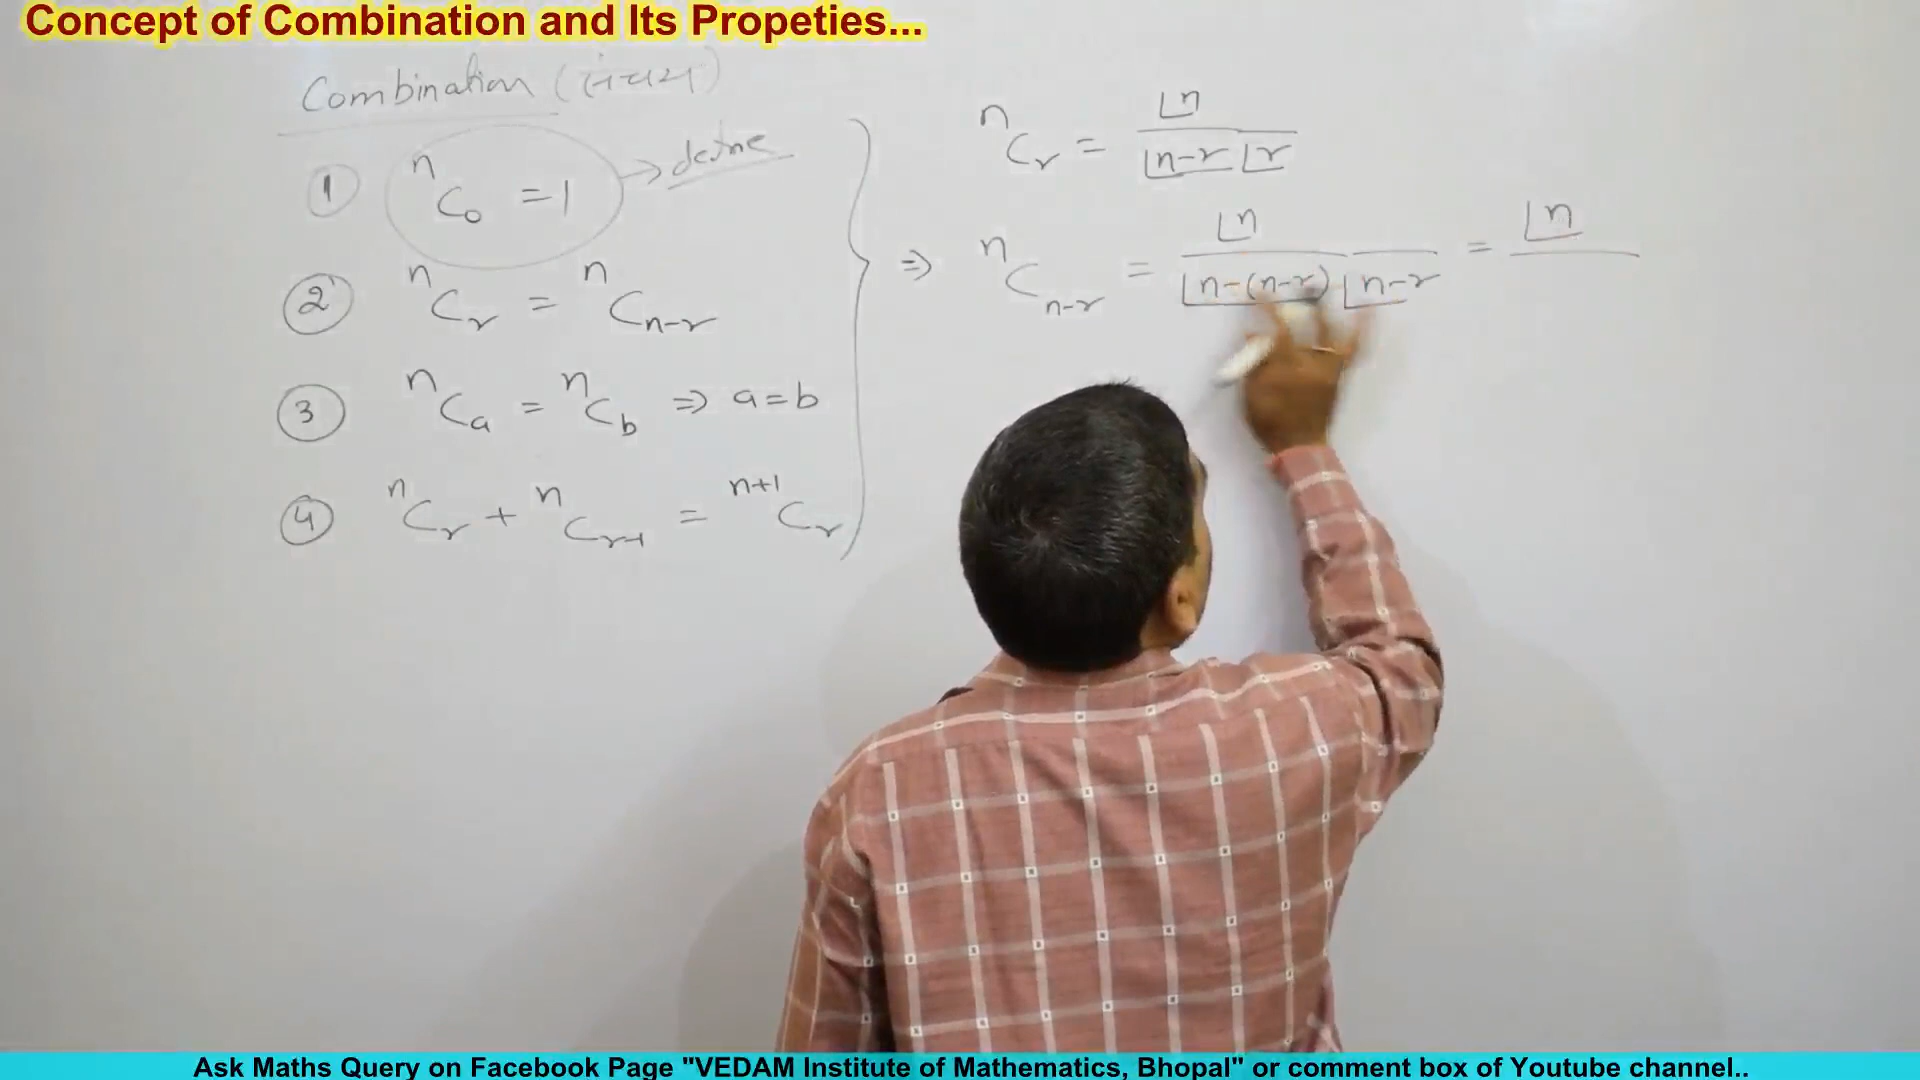 Concept of Combination and Its Propeties...
Combination (संचय)
① ⁿC₀ = 1 → define
② ⁿCᵣ = ⁿCₙ₋ᵣ
③ ⁿCₐ = ⁿC_b ⇒ a = b
④ ⁿCᵣ + ⁿCᵣ₋₁ = ⁿ⁺¹Cᵣ
ⁿCᵣ = ⌊n / ⌊n-r ⌊r
⇒ ⁿCₙ₋ᵣ = ⌊n / ⌊n-(n-r) ⌊n-r = ⌊n
Ask Maths Query on Facebook Page "VEDAM Institute of Mathematics, Bhopal" or comment box of Youtube channel..